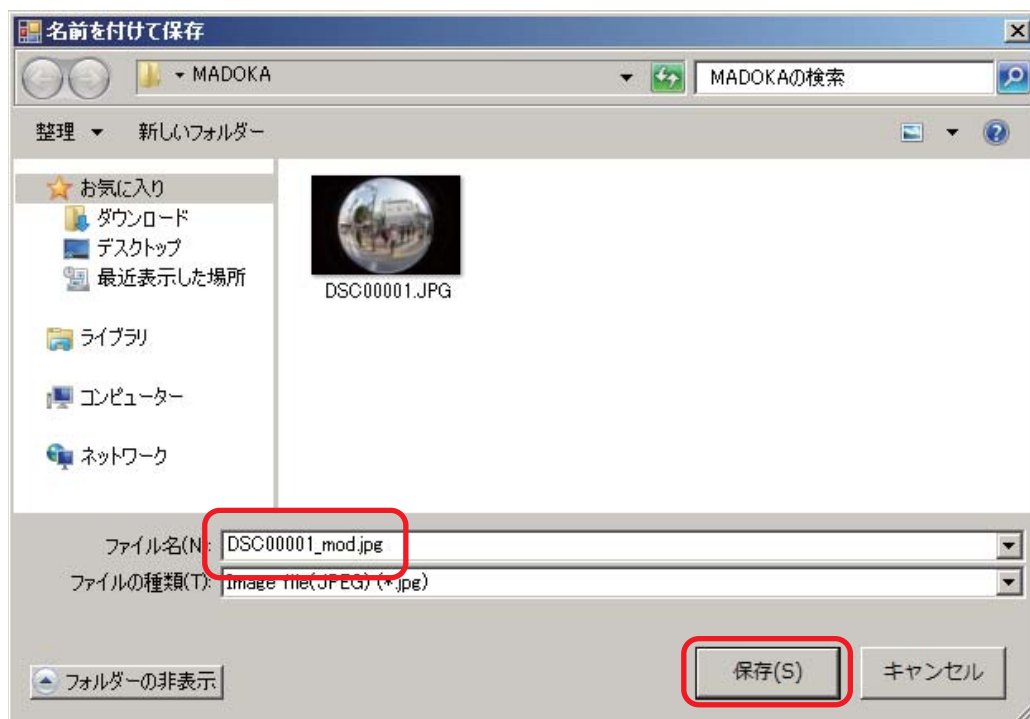 名前を付けて保存
MADOKA
MADOKAの検索
整理
新しいフォルダー
お気に入り
ダウンロード
デスクトップ
最近表示した場所
ライブラリ
コンピューター
ネットワーク
DSC00001.JPG
ファイル名(N): DSC00001_mod.jpg
ファイルの種類(T): Image file(JPEG) (*.jpg)
フォルダーの非表示
保存(S)
キャンセル